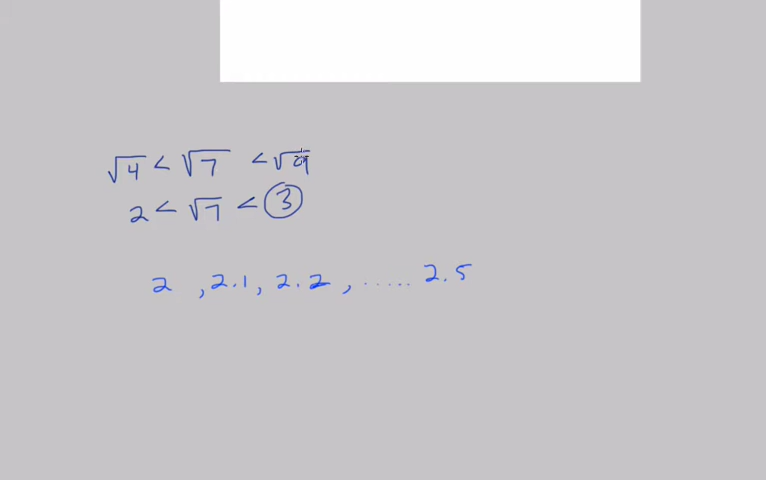 √4 < √7 < √9
2 < √7 < 3
2 , 2.1, 2.2 , ..... 2.5